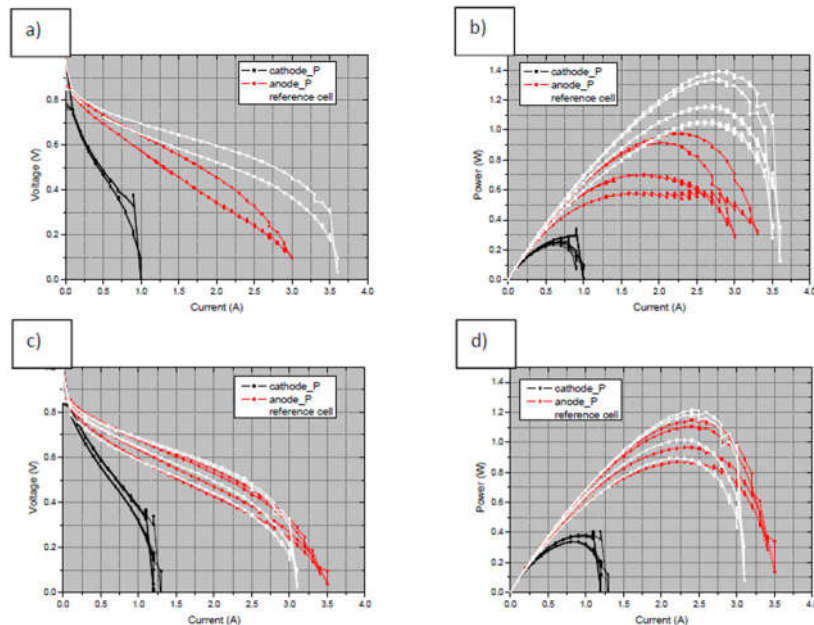 a)
b)
cathode_P
anode_P
reference cell
Voltage (V)
0.8
0.6
0.4
0.2
0.0
0.0 0.5 1.0 1.5 2.0 2.5 3.0 3.5 4.0
Current (A)
cathode_P
anode_P
reference cell
Power (W)
1.4
1.2
1.0
0.8
0.6
0.4
0.2
0.0
0.0 0.5 1.0 1.5 2.0 2.5 3.0 3.5 4.0
Current (A)
c)
d)
cathode_P
anode_P
reference cell
Voltage (V)
0.8
0.6
0.4
0.2
0.0
0.0 0.5 1.0 1.5 2.0 2.5 3.0 3.5 4.0
Current (A)
cathode_P
anode_P
reference cell
Power (W)
1.4
1.2
1.0
0.8
0.6
0.4
0.2
0.0
0.0 0.5 1.0 1.5 2.0 2.5 3.0 3.5 4.0
Current (A)